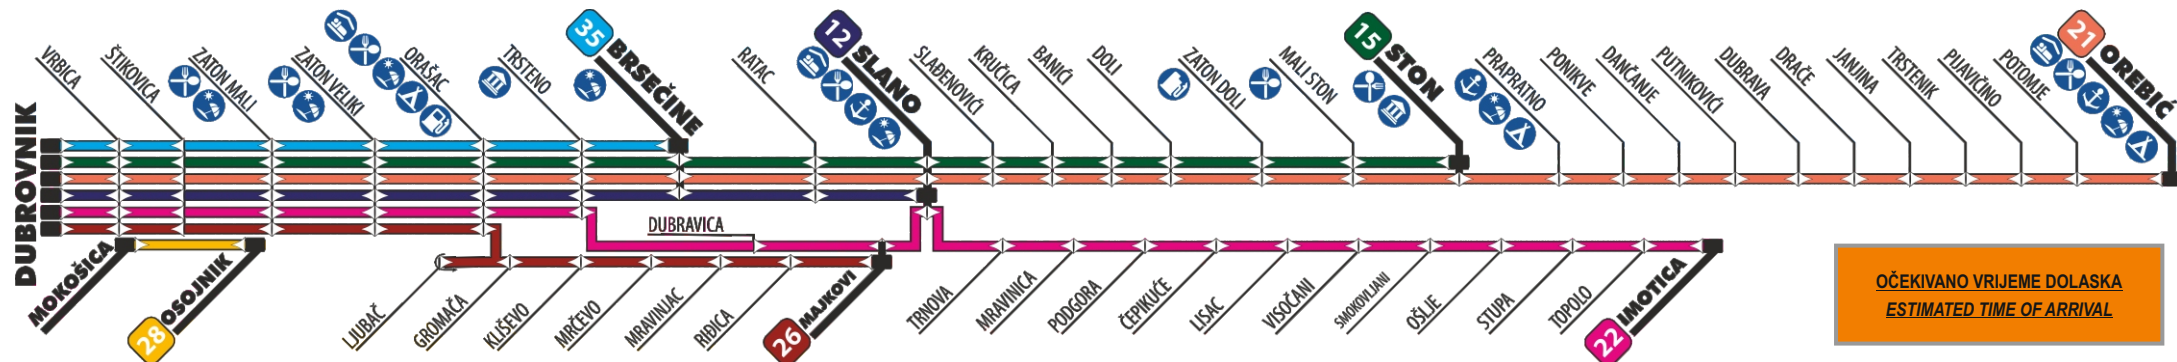 DUBROVNIK
VRBICA
ŠTIKOVICA
ZATON MALI
ZATON VELIKI
ORAŠAC
TRSTENO
35 BRSEČINE
RATAC
12 SLANO
SLAĐENOVIĆI
KRUČICA
BANIĆI
DOLI
ZATON DOLI
MALI STON
15 STON
PRAPRATNO
PONIKVE
DANČANJE
PUTNIKOVIĆI
DUBRAVA
DRAČE
JANJINA
TRSTENIK
PIJAVIČINO
POTOMJE
21 OREBIĆ
MOKOŠICA
28 OSOJNIK
DUBRAVICA
LJUBAČ
GROMAČA
KLIŠEVO
MRČEVO
MRAVINJAC
RIĐICA
26 MAJKOVI
TRNOVA
MRAVINICA
PODGORA
ČEPIKUĆE
LISAC
VISOČANI
SMOKOVLJANI
OŠLJE
STUPA
TOPOLO
22 IMOTICA
OČEKIVANO VRIJEME DOLASKA
ESTIMATED TIME OF ARRIVAL